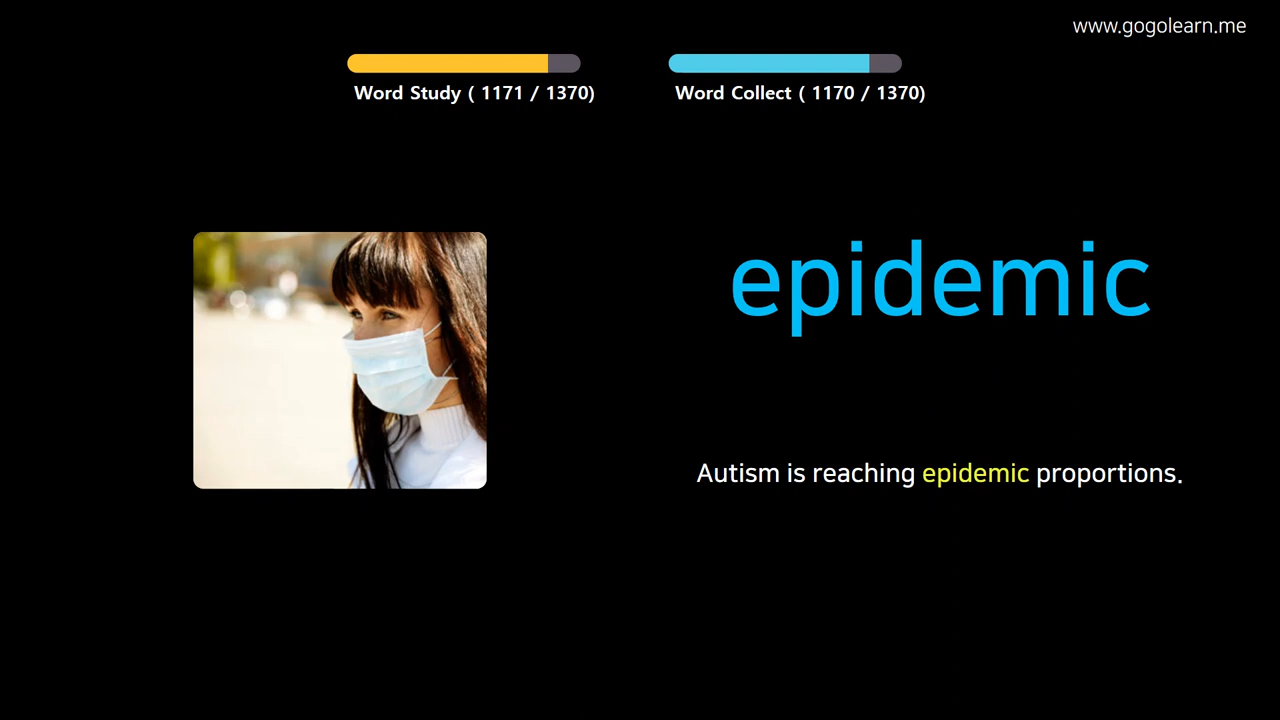 www.gogolearn.me
Word Study ( 1171 / 1370)
Word Collect ( 1170 / 1370)
epidemic
Autism is reaching epidemic proportions.